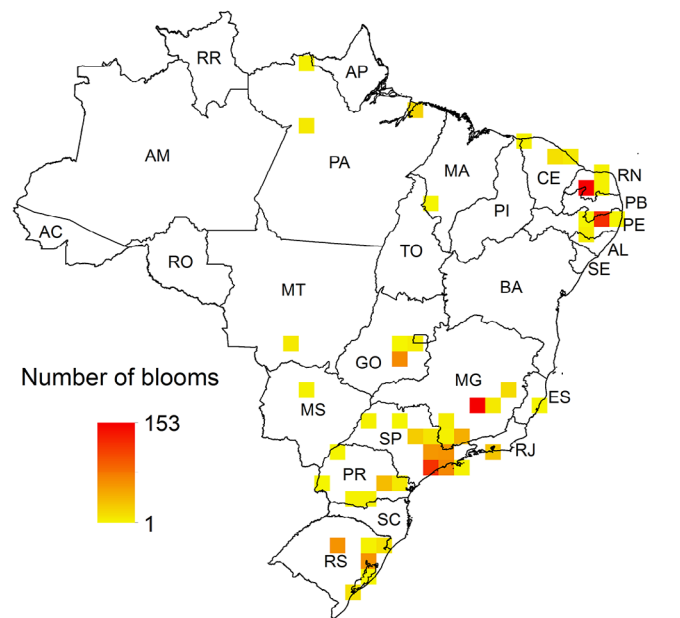 RR
AP
AM
PA
MA
CE
RN
PB
PI
PE
AC
AL
TO
SE
RO
BA
MT
GO
Number of blooms
MG
ES
MS
153
SP
RJ
PR
1
SC
RS